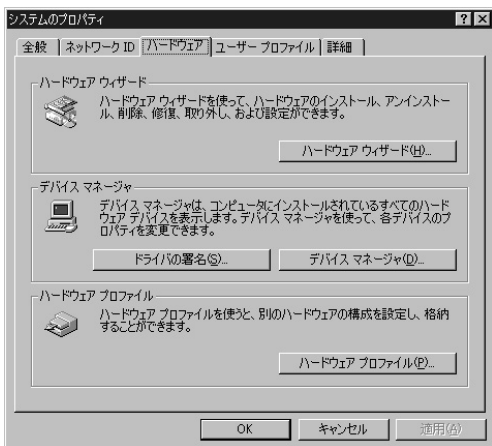 システムのプロパティ
全般 ネットワーク ID ハードウェア ユーザー プロファイル 詳細
ハードウェア ウィザード
ハードウェア ウィザードを使って、ハードウェアのインストール、アンインストー
ル、削除、修復、取り外し、および設定ができます。
ハードウェア ウィザード(H)...
デバイス マネージャ
デバイス マネージャは、コンピュータにインストールされているすべてのハード
ウェア デバイスを表示します。デバイス マネージャを使って、各デバイスのプ
ロパティを変更できます。
ドライバの署名(S)... デバイス マネージャ(D)...
ハードウェア プロファイル
ハードウェア プロファイルを使うと、別のハードウェアの構成を設定し、格納
することができます。
ハードウェア プロファイル(P)...
OK キャンセル 適用(A)